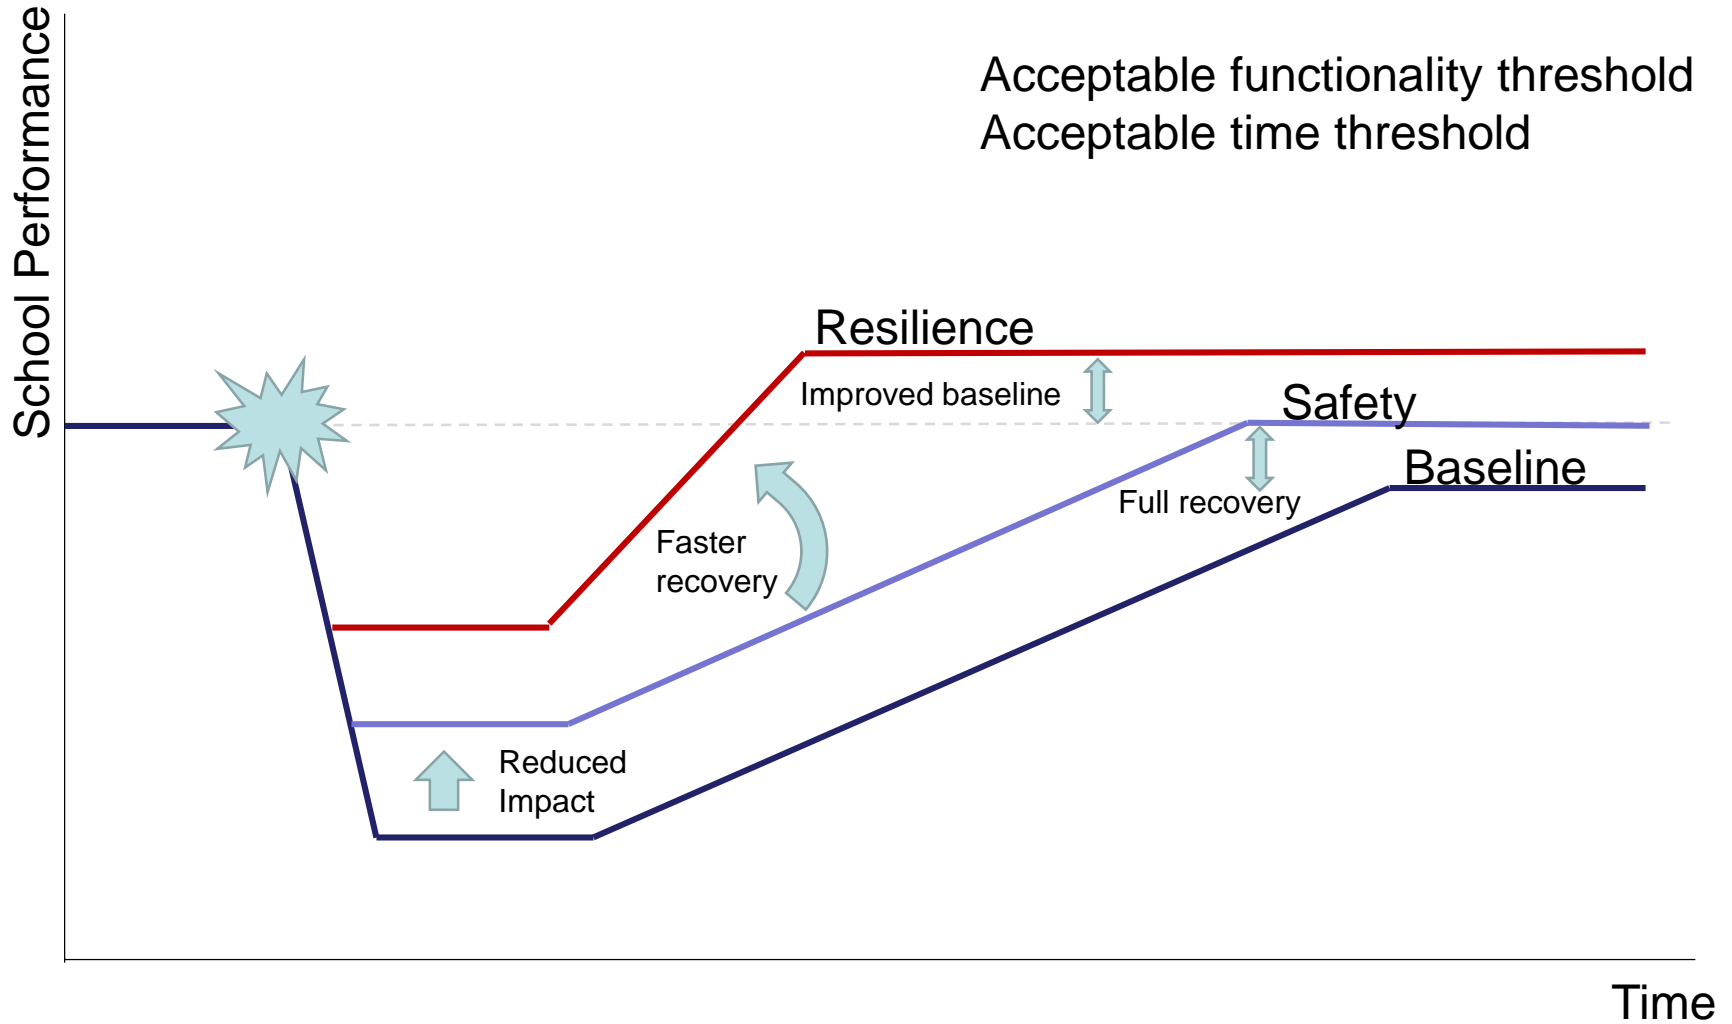 School Performance
Acceptable functionality threshold
Acceptable time threshold
Resilience
Improved baseline
Safety
Baseline
Full recovery
Faster
recovery
Reduced
Impact
Time